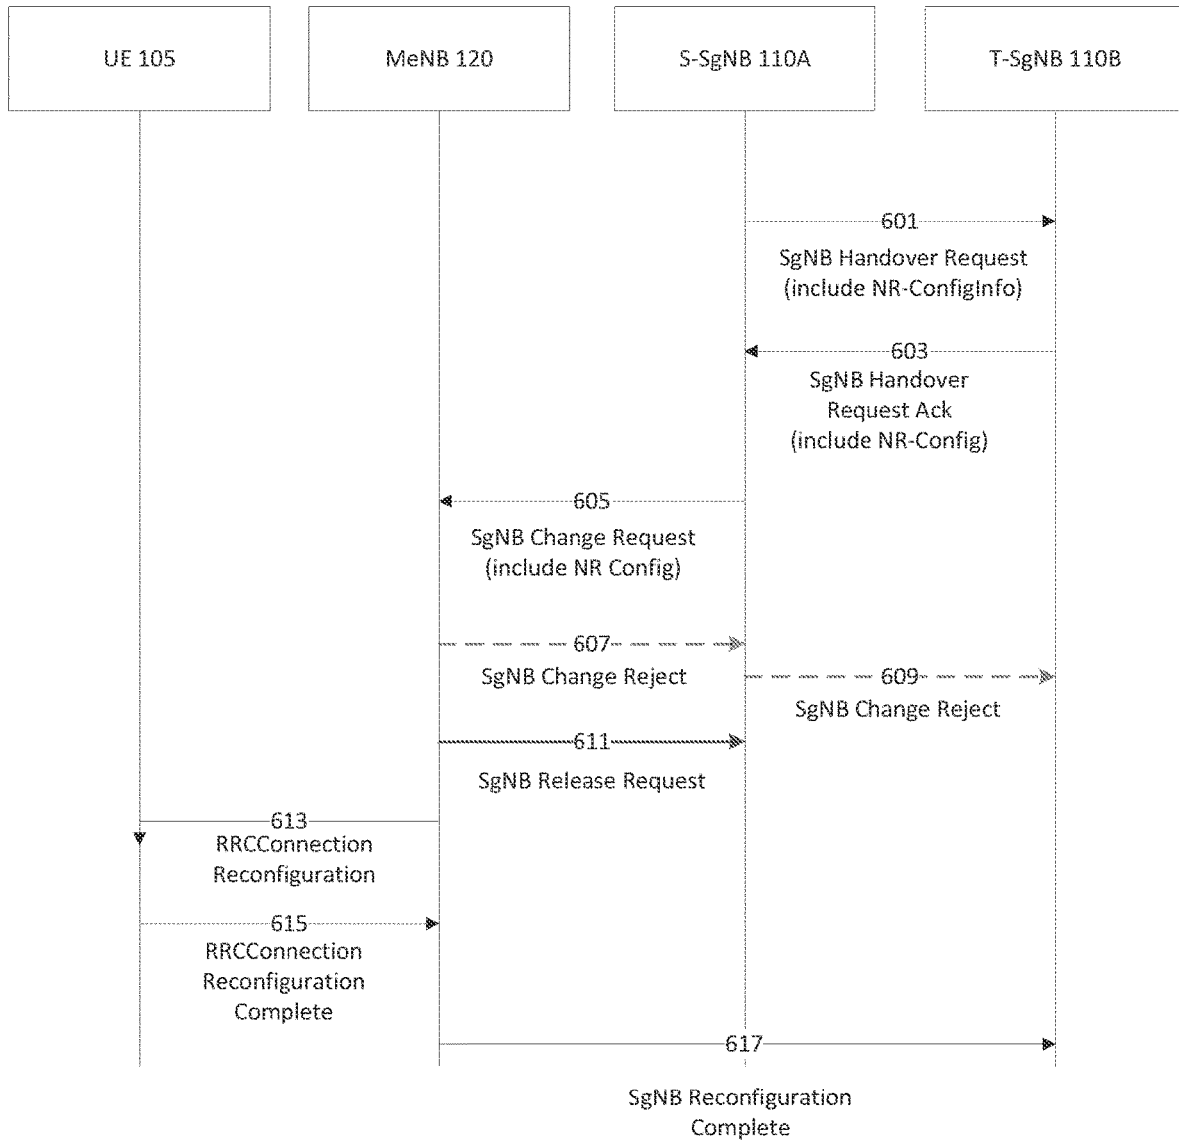 UE 105
MeNB 120
S-SgNB 110A
T-SgNB 110B
601
SgNB Handover Request
(include NR-ConfigInfo)
603
SgNB Handover
Request Ack
(include NR-Config)
605
SgNB Change Request
(include NR Config)
607
SgNB Change Reject
609
SgNB Change Reject
611
SgNB Release Request
613
RRCConnection
Reconfiguration
615
RRCConnection
Reconfiguration
Complete
617
SgNB Reconfiguration
Complete